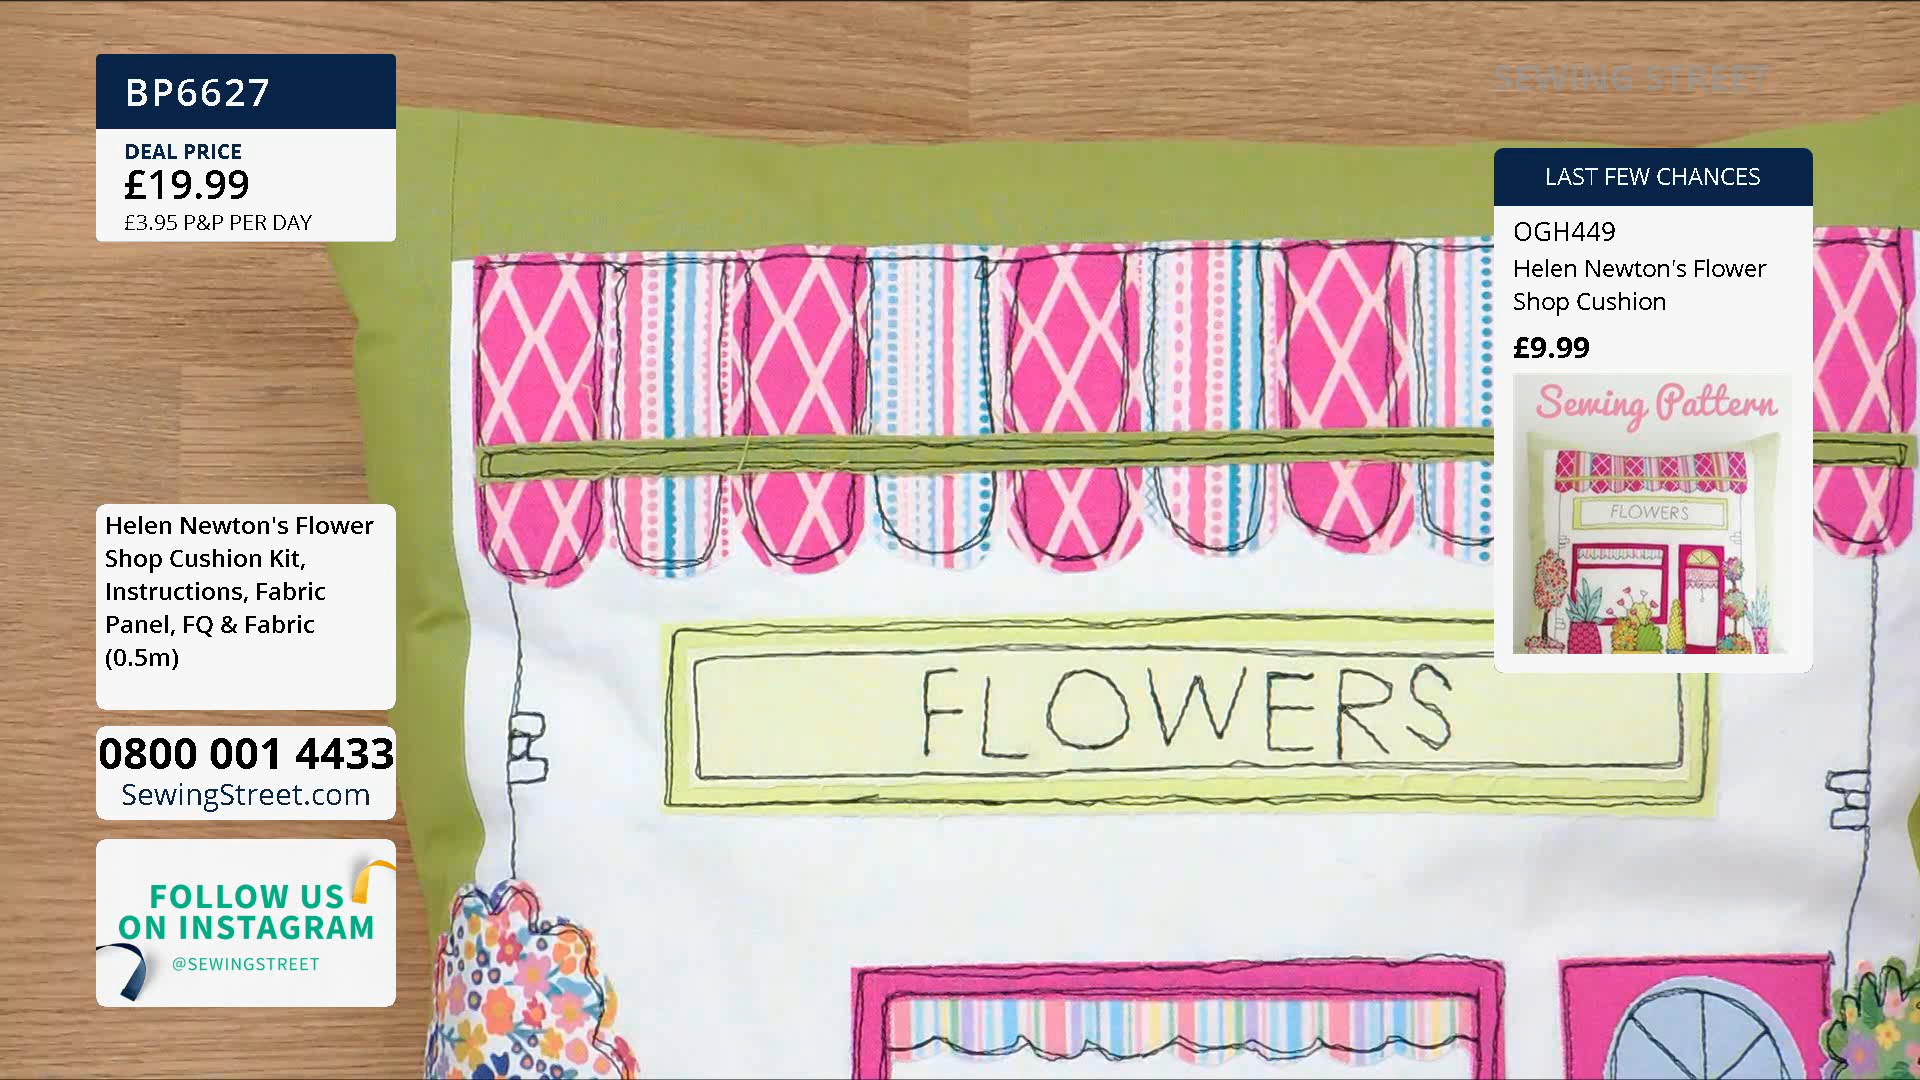 BP6627
DEAL PRICE
£19.99
£3.95 P&P PER DAY
SEWING STREET
LAST FEW CHANCES
OGH449
Helen Newton's Flower
Shop Cushion
£9.99
Sewing Pattern
FLOWERS
Helen Newton's Flower
Shop Cushion Kit,
Instructions, Fabric
Panel, FQ & Fabric
(0.5m)
0800 001 4433
SewingStreet.com
FOLLOW US
ON INSTAGRAM
@SEWINGSTREET
FLOWERS